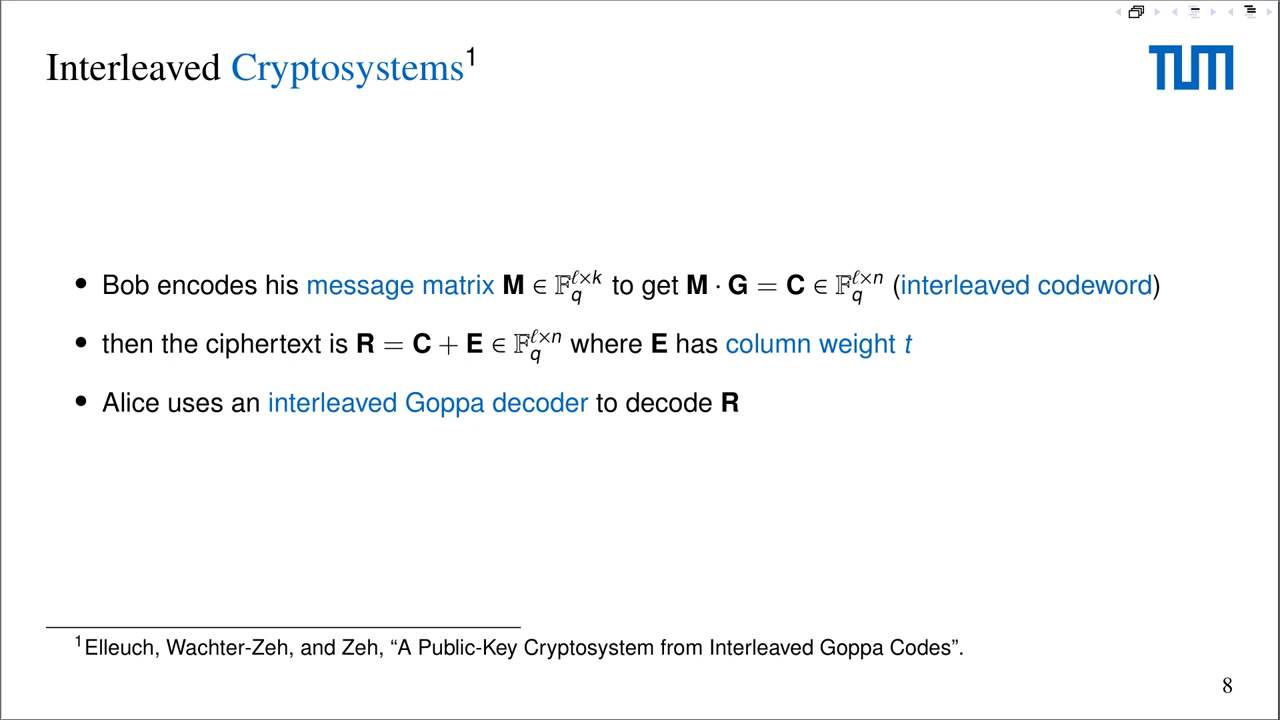 Interleaved Cryptosystems¹
TUM
• Bob encodes his message matrix M ∈ 𝔽_q^{ℓ×k} to get M · G = C ∈ 𝔽_q^{ℓ×n} (interleaved codeword)
• then the ciphertext is R = C + E ∈ 𝔽_q^{ℓ×n} where E has column weight t
• Alice uses an interleaved Goppa decoder to decode R
¹Elleuch, Wachter-Zeh, and Zeh, “A Public-Key Cryptosystem from Interleaved Goppa Codes”.
8